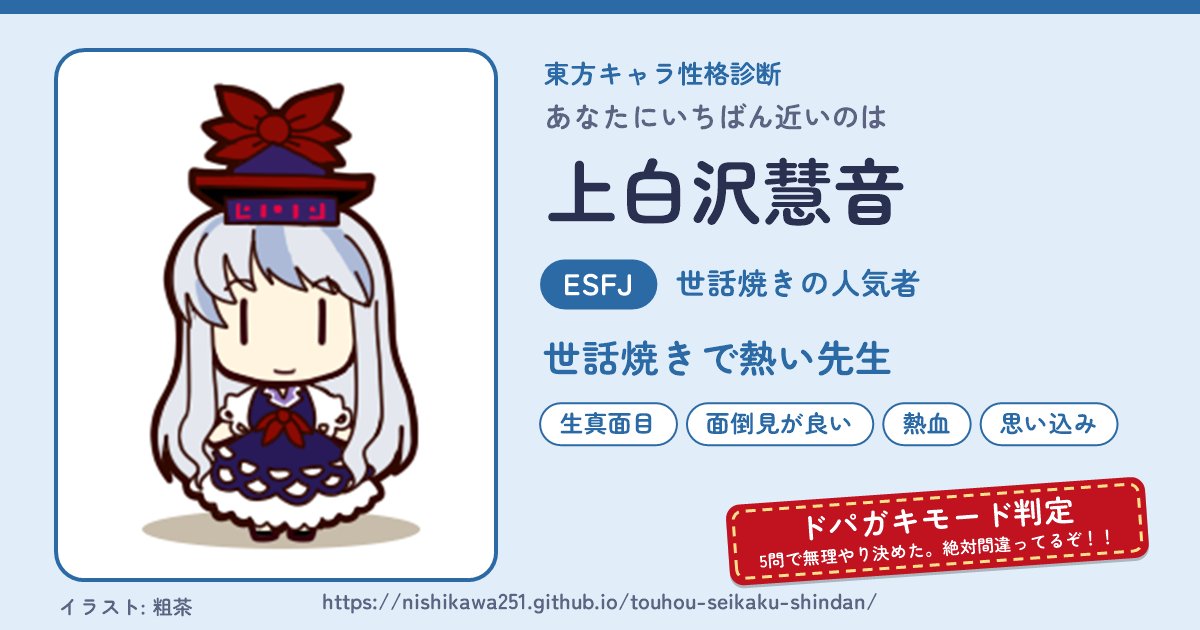 東方キャラ性格診断
あなたにいちばん近いのは
上白沢慧音
ESFJ 世話焼きの人気者
世話焼きで熱い先生
生真面目 面倒見が良い 熱血 思い込み
ドパガキモード判定
5問で無理やり決めた。絶対間違ってるぞ！！
イラスト: 粗茶
https://nishikawa251.github.io/touhou-seikaku-shindan/